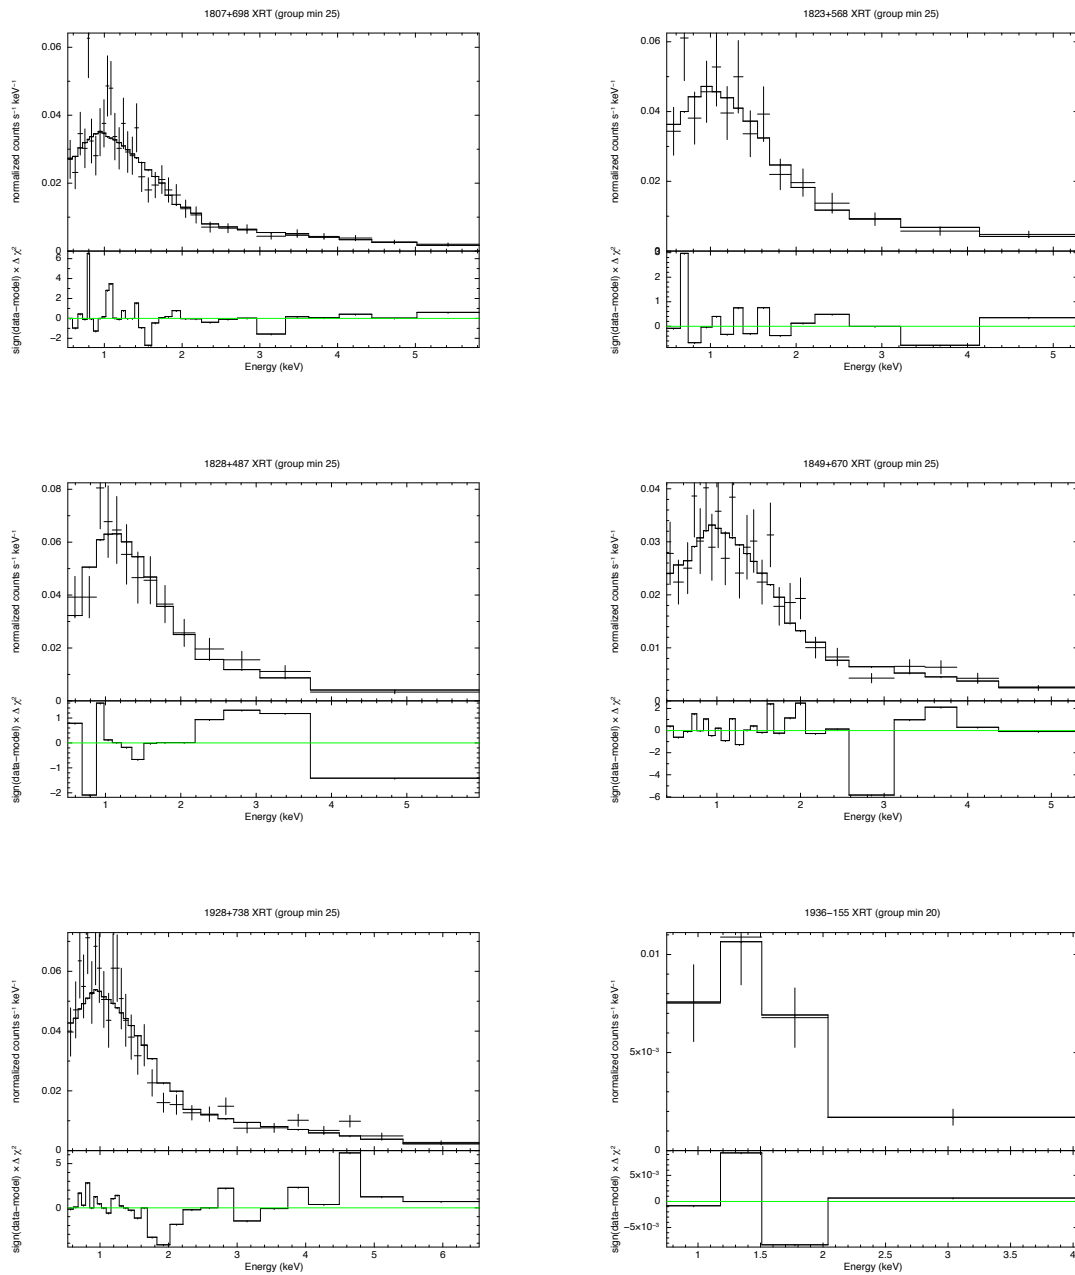 1807+698 XRT (group min 25)
normalized counts s⁻¹ keV⁻¹
0.06
0.04
0.02
0
sign(data−model) × Δ χ²
6
4
2
0
−2
1 2 3 4 5
Energy (keV)
1823+568 XRT (group min 25)
normalized counts s⁻¹ keV⁻¹
0.06
0.04
0.02
sign(data−model) × Δ χ²
3
2
1
0
1 2 3 4 5
Energy (keV)
1828+487 XRT (group min 25)
normalized counts s⁻¹ keV⁻¹
0.08
0.06
0.04
0.02
0
sign(data−model) × Δ χ²
1
0
−1
−2
1 2 3 4 5
Energy (keV)
1849+670 XRT (group min 25)
normalized counts s⁻¹ keV⁻¹
0.04
0.03
0.02
0.01
0
sign(data−model) × Δ χ²
2
0
−2
−4
−6
1 2 3 4 5
Energy (keV)
1928+738 XRT (group min 25)
normalized counts s⁻¹ keV⁻¹
0.06
0.04
0.02
0
sign(data−model) × Δ χ²
5
0
1 2 3 4 5 6
Energy (keV)
1936−155 XRT (group min 20)
normalized counts s⁻¹ keV⁻¹
0.01
5×10⁻³
0
sign(data−model) × Δ χ²
5×10⁻³
0
−5×10⁻³
1 1.5 2 2.5 3 3.5 4
Energy (keV)